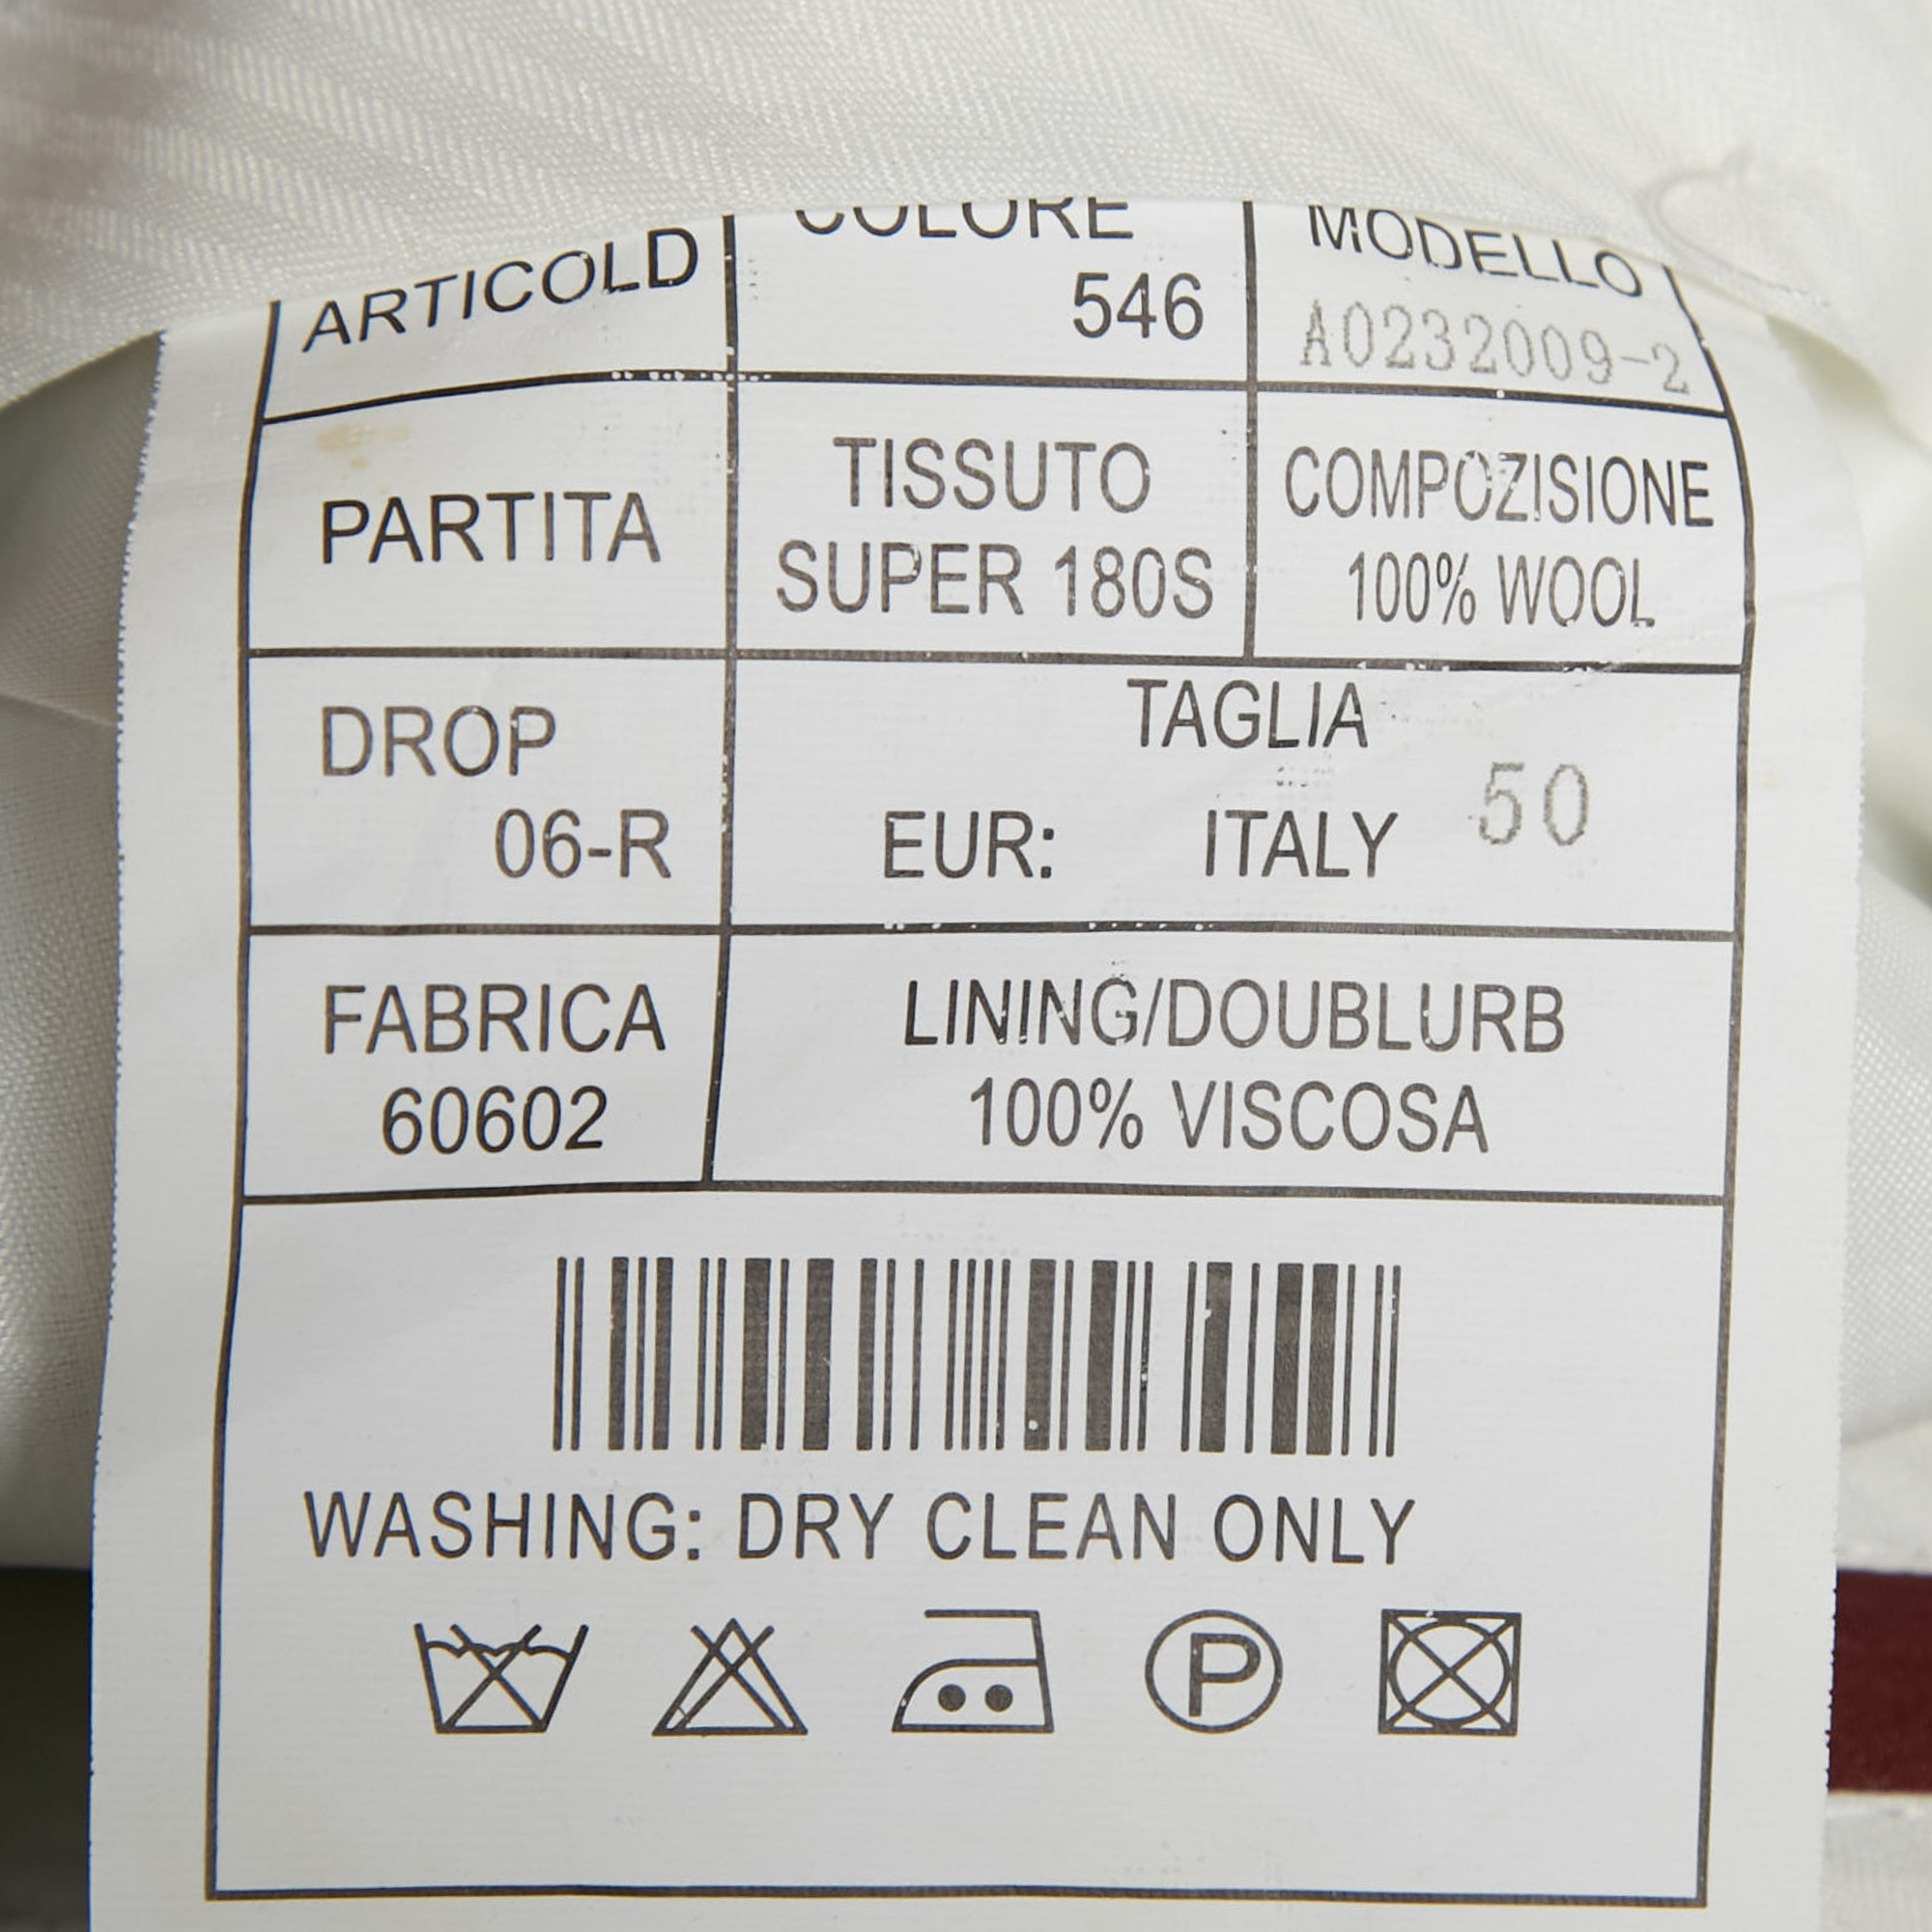 ARTICOLD
COLORE
546
MODELLO
A0232009-2
PARTITA
TISSUTO
SUPER 180S
COMPOZISIONE
100% WOOL
DROP
06-R
TAGLIA
EUR: ITALY 50
FABRICA
60602
LINING/DOUBLURB
100% VISCOSA
WASHING: DRY CLEAN ONLY
P